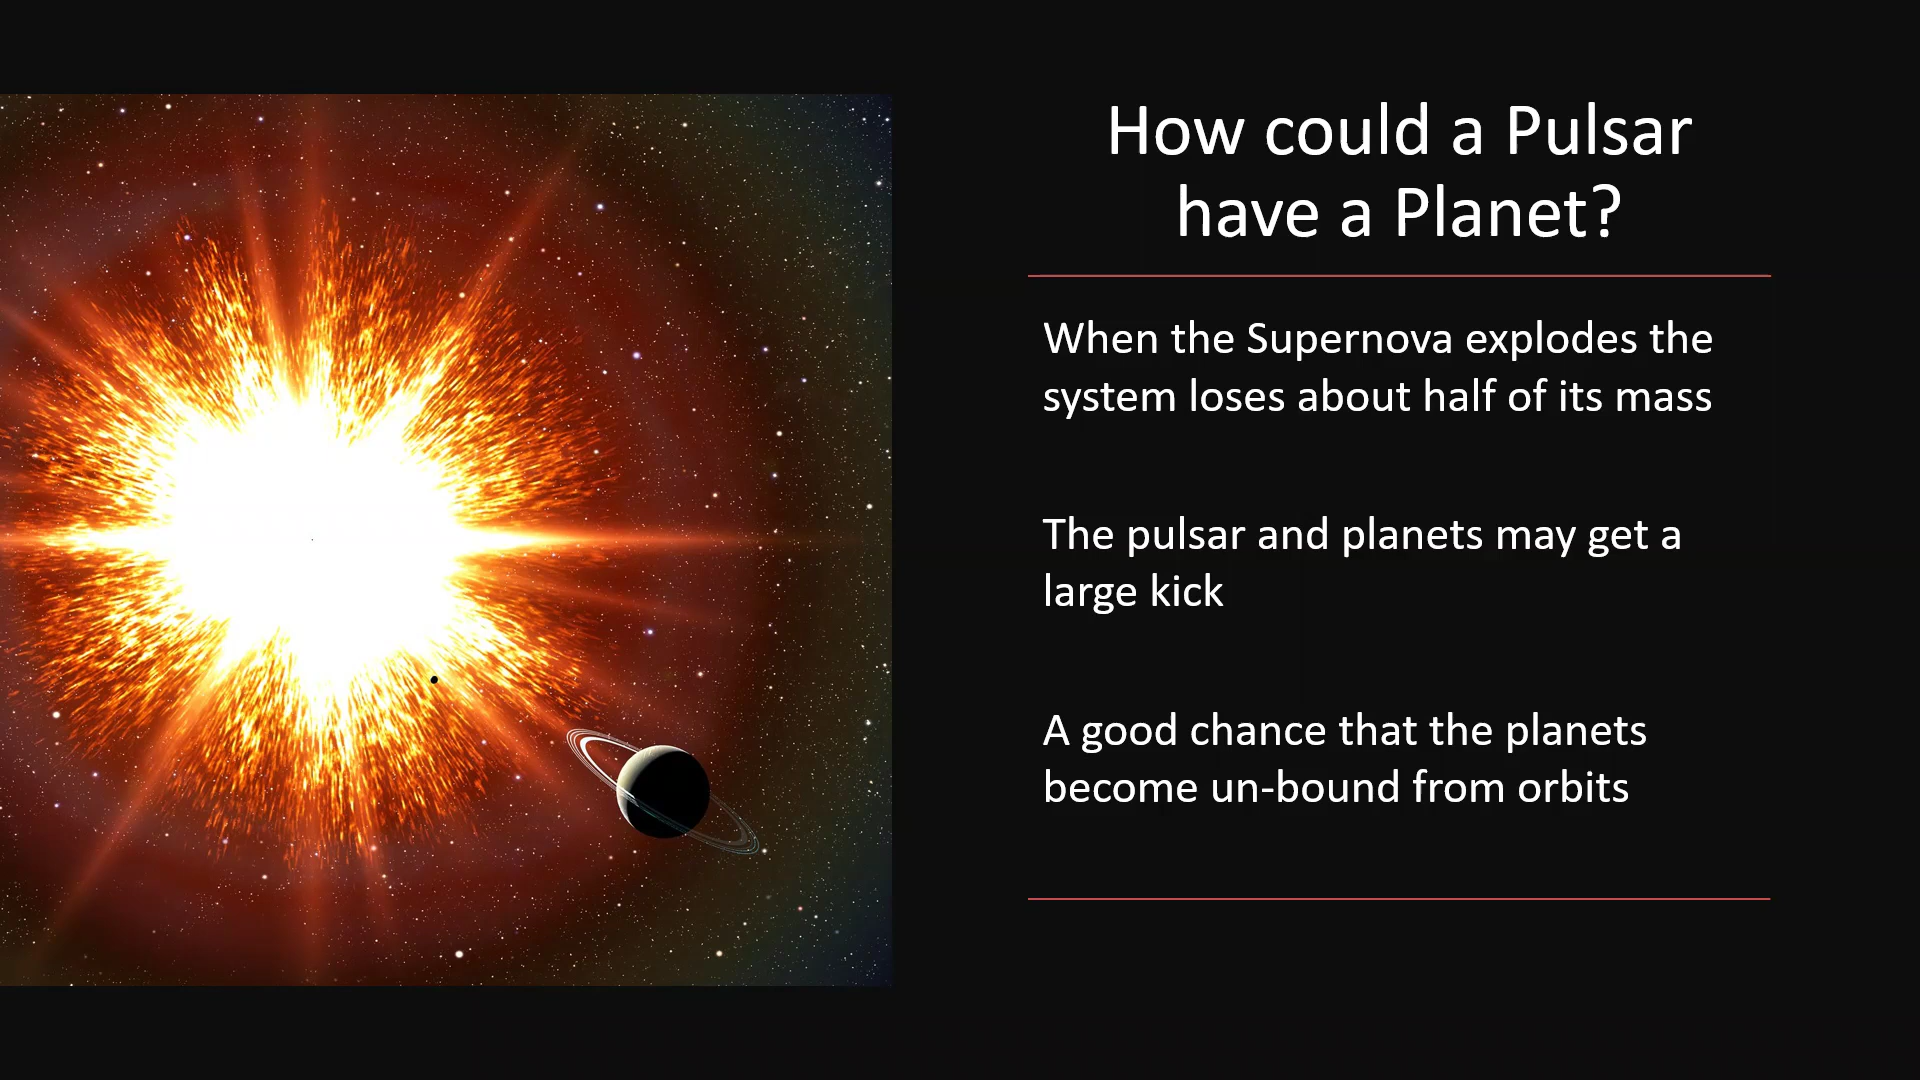 How could a Pulsar
have a Planet?
When the Supernova explodes the
system loses about half of its mass
The pulsar and planets may get a
large kick
A good chance that the planets
become un-bound from orbits